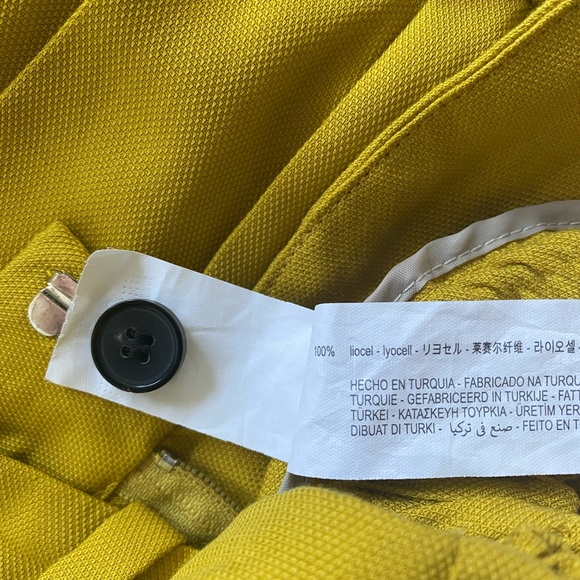 100% liocel - lyocell - リヨセル - 莱赛尔纤维 - 라이오셀 -
HECHO EN TURQUIA - FABRICADO NA TURQU
TURQUIE - GEFABRICEERD IN TURKIJE - FATT
TÜRKEI - ΚΑΤΑΣΚΕΥΗ ΤΟΥΡΚΙΑ - ÜRETİM YER
DIBUAT DI TURKI - صنع في تركيا - FEITO EN T